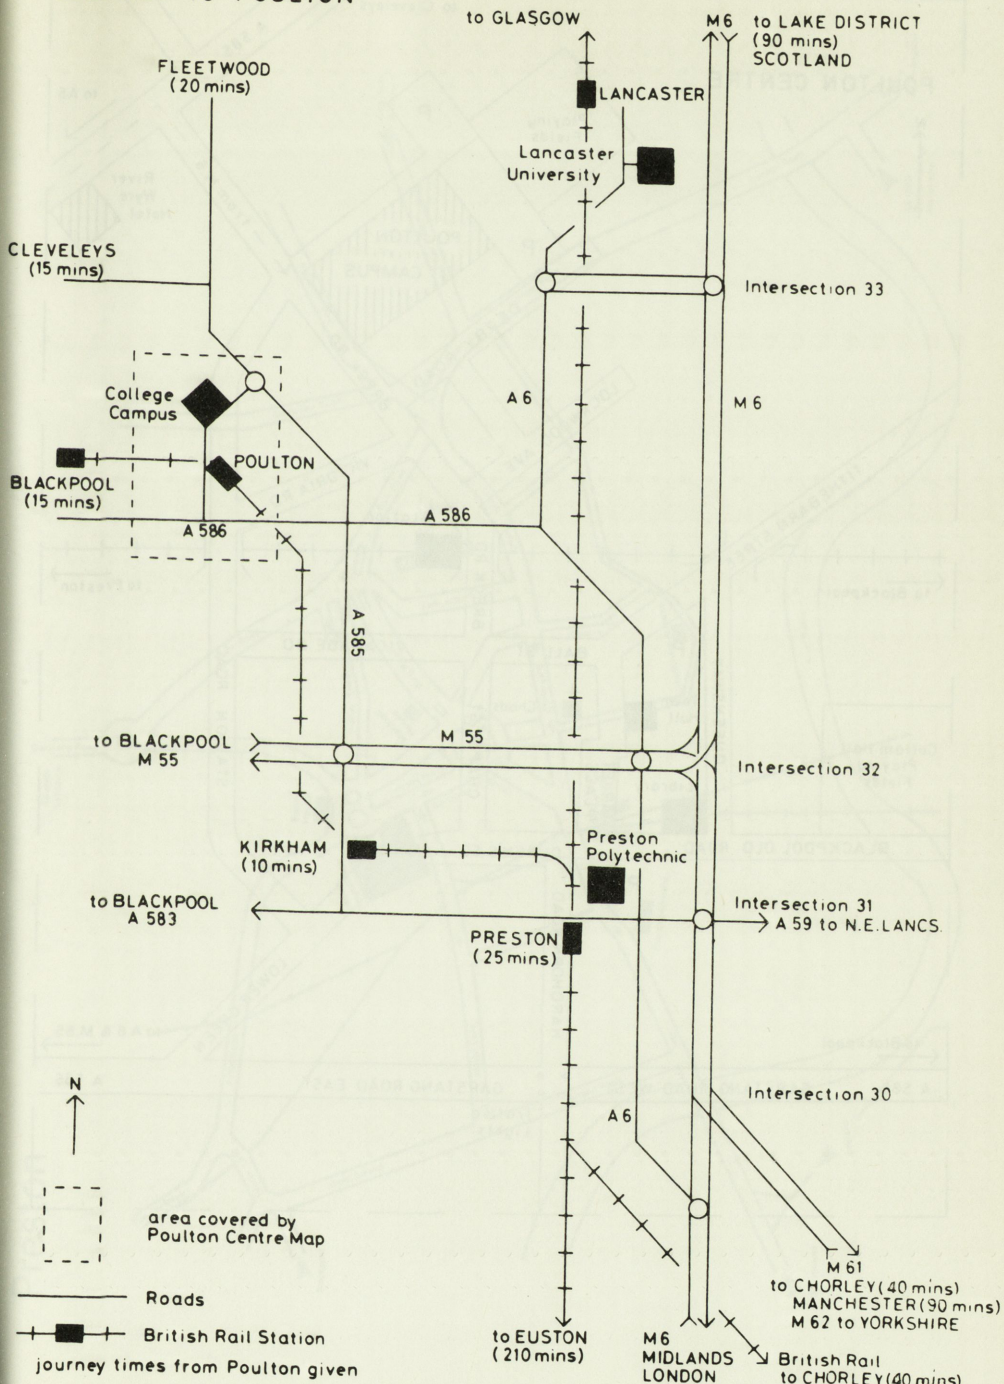 POULTON
to GLASGOW
M6 to LAKE DISTRICT
(90 mins)
SCOTLAND
FLEETWOOD
(20 mins)
LANCASTER
Lancaster
University
CLEVELEYS
(15 mins)
Intersection 33
College
Campus
A6
M6
POULTON
BLACKPOOL
(15 mins)
A 586
A 586
A 585
to BLACKPOOL
M 55
M 55
Intersection 32
Preston
Polytechnic
KIRKHAM
(10 mins)
to BLACKPOOL
A 583
Intersection 31
A 59 to N.E. LANCS.
PRESTON
(25 mins)
N
Intersection 30
A6
area covered by
Poulton Centre Map
M 61
to CHORLEY (40 mins)
MANCHESTER (90 mins)
M 62 to YORKSHIRE
Roads
British Rail Station
journey times from Poulton given
to EUSTON
(210 mins)
M6
MIDLANDS
LONDON
British Rail
to CHORLEY (40 mins)